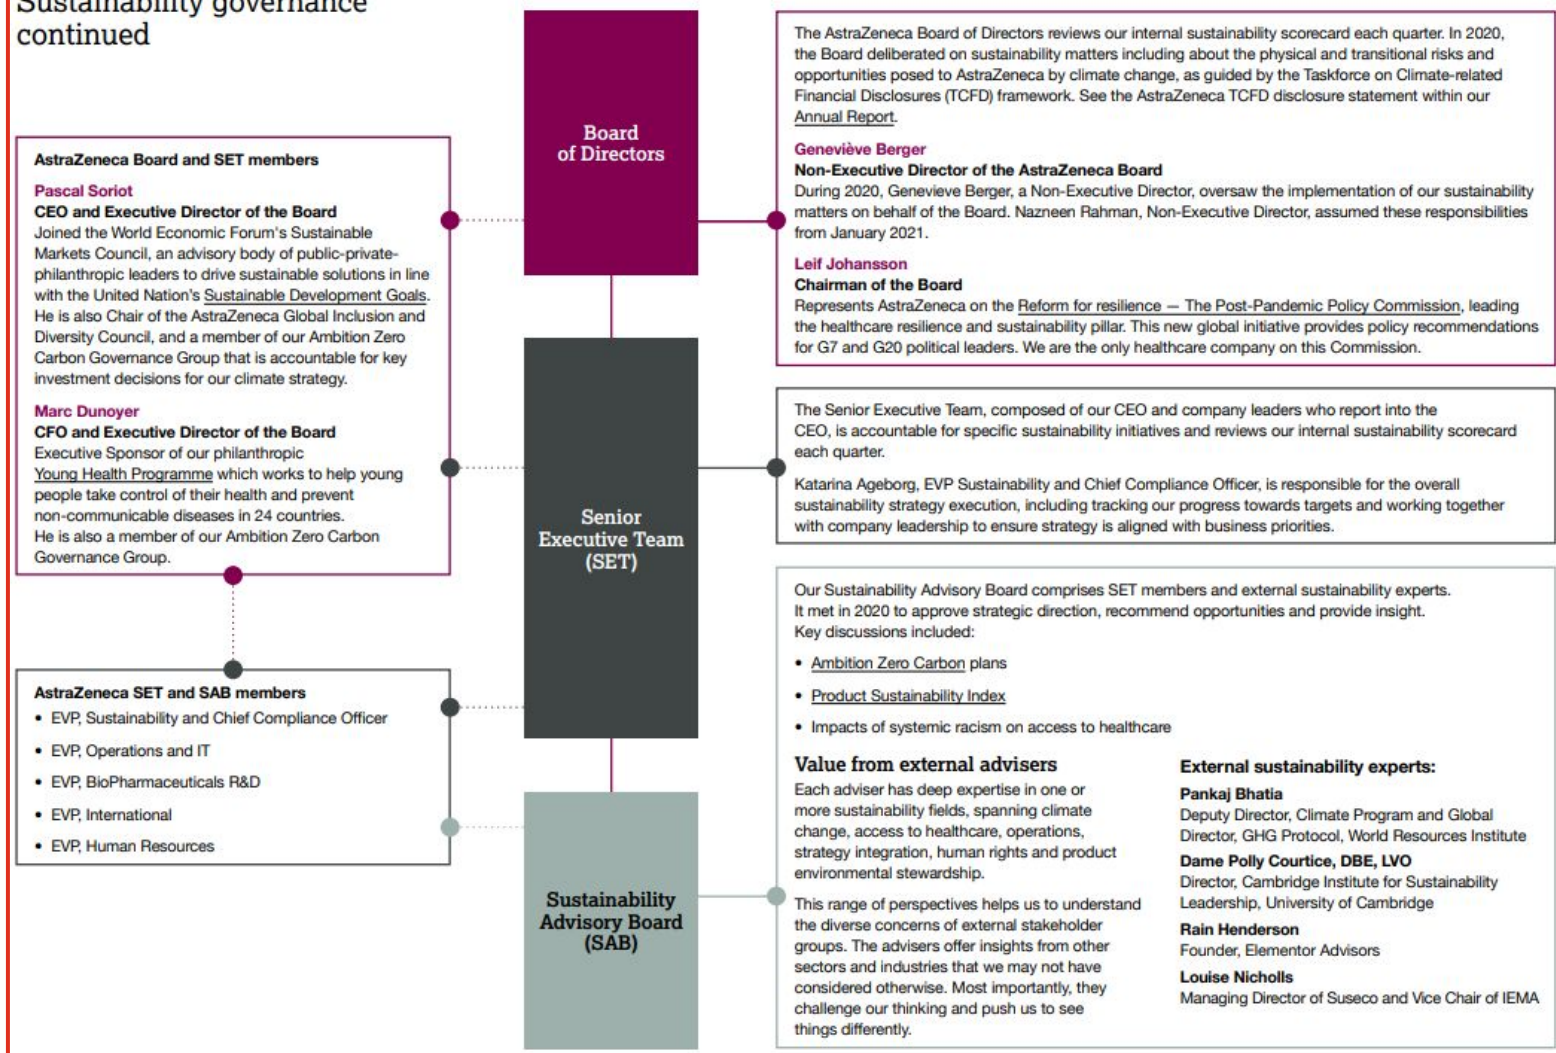 Sustainability governance
continued
Board
of Directors
The AstraZeneca Board of Directors reviews our internal sustainability scorecard each quarter. In 2020,
the Board deliberated on sustainability matters including about the physical and transitional risks and
opportunities posed to AstraZeneca by climate change, as guided by the Taskforce on Climate-related
Financial Disclosures (TCFD) framework. See the AstraZeneca TCFD disclosure statement within our
Annual Report.
Geneviève Berger
Non-Executive Director of the AstraZeneca Board
During 2020, Genevieve Berger, a Non-Executive Director, oversaw the implementation of our sustainability
matters on behalf of the Board. Nazneen Rahman, Non-Executive Director, assumed these responsibilities
from January 2021.
Leif Johansson
Chairman of the Board
Represents AstraZeneca on the Reform for resilience — The Post-Pandemic Policy Commission, leading
the healthcare resilience and sustainability pillar. This new global initiative provides policy recommendations
for G7 and G20 political leaders. We are the only healthcare company on this Commission.
AstraZeneca Board and SET members
Pascal Soriot
CEO and Executive Director of the Board
Joined the World Economic Forum's Sustainable
Markets Council, an advisory body of public-private-
philanthropic leaders to drive sustainable solutions in line
with the United Nation's Sustainable Development Goals.
He is also Chair of the AstraZeneca Global Inclusion and
Diversity Council, and a member of our Ambition Zero
Carbon Governance Group that is accountable for key
investment decisions for our climate strategy.
Marc Dunoyer
CFO and Executive Director of the Board
Executive Sponsor of our philanthropic
Young Health Programme which works to help young
people take control of their health and prevent
non-communicable diseases in 24 countries.
He is also a member of our Ambition Zero Carbon
Governance Group.
Senior
Executive Team
(SET)
The Senior Executive Team, composed of our CEO and company leaders who report into the
CEO, is accountable for specific sustainability initiatives and reviews our internal sustainability scorecard
each quarter.
Katarina Ageborg, EVP Sustainability and Chief Compliance Officer, is responsible for the overall
sustainability strategy execution, including tracking our progress towards targets and working together
with company leadership to ensure strategy is aligned with business priorities.
AstraZeneca SET and SAB members
• EVP, Sustainability and Chief Compliance Officer
• EVP, Operations and IT
• EVP, BioPharmaceuticals R&D
• EVP, International
• EVP, Human Resources
Sustainability
Advisory Board
(SAB)
Our Sustainability Advisory Board comprises SET members and external sustainability experts.
It met in 2020 to approve strategic direction, recommend opportunities and provide insight.
Key discussions included:
• Ambition Zero Carbon plans
• Product Sustainability Index
• Impacts of systemic racism on access to healthcare
Value from external advisers
Each adviser has deep expertise in one or
more sustainability fields, spanning climate
change, access to healthcare, operations,
strategy integration, human rights and product
environmental stewardship.
This range of perspectives helps us to understand
the diverse concerns of external stakeholder
groups. The advisers offer insights from other
sectors and industries that we may not have
considered otherwise. Most importantly, they
challenge our thinking and push us to see
things differently.
External sustainability experts:
Pankaj Bhatia
Deputy Director, Climate Program and Global
Director, GHG Protocol, World Resources Institute
Dame Polly Courtice, DBE, LVO
Director, Cambridge Institute for Sustainability
Leadership, University of Cambridge
Rain Henderson
Founder, Elementor Advisors
Louise Nicholls
Managing Director of Suseco and Vice Chair of IEMA